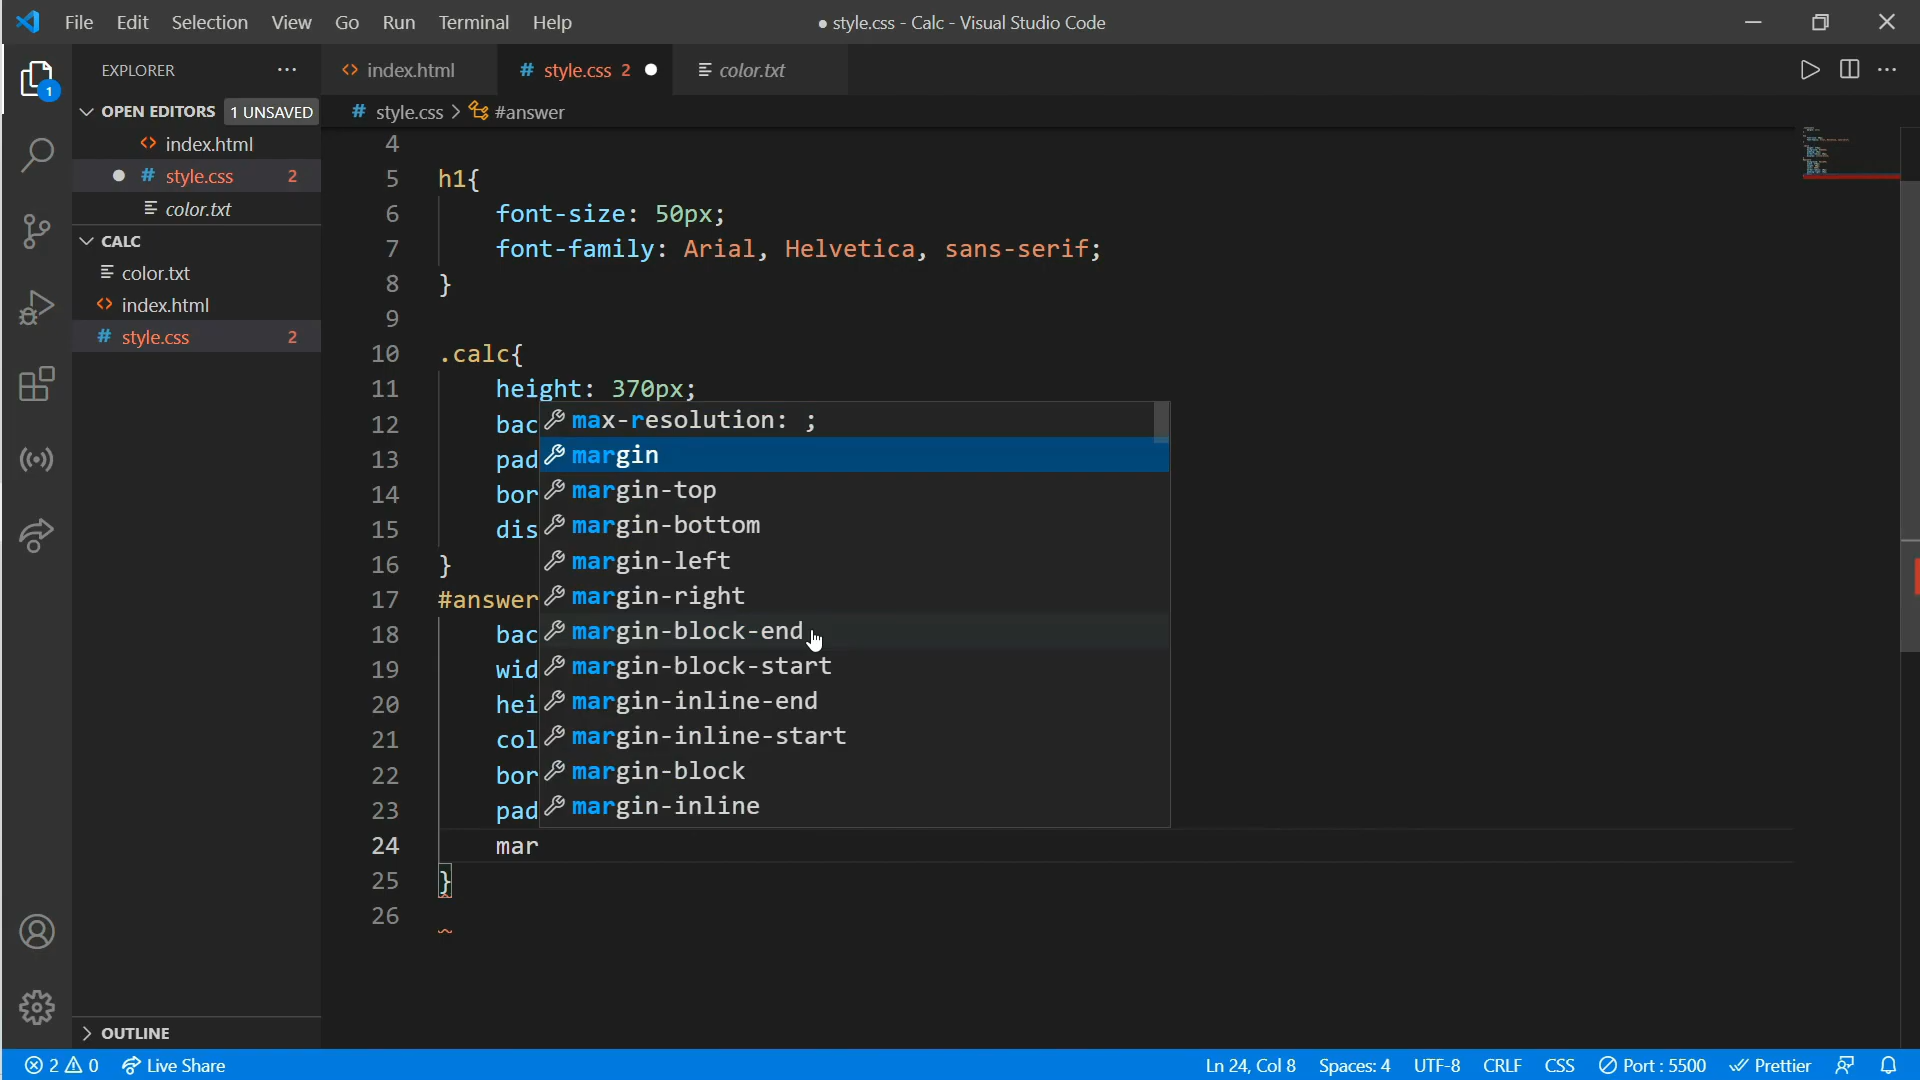 File Edit Selection View Go Run Terminal Help
● style.css - Calc - Visual Studio Code
EXPLORER
1
OPEN EDITORS 1 UNSAVED
index.html
style.css 2
color.txt
CALC
color.txt
index.html
style.css 2
OUTLINE
index.html
# style.css 2
color.txt
# style.css > #answer
4
5 h1{
6 font-size: 50px;
7 font-family: Arial, Helvetica, sans-serif;
8 }
9
10 .calc{
11 height: 370px;
12 bac
13 pad
14 bor
15 dis
16 }
17 #answer
18 bac
19 wid
20 hei
21 col
22 bor
23 pad
24 mar
25 }
26
max-resolution: ;
margin
margin-top
margin-bottom
margin-left
margin-right
margin-block-end
margin-block-start
margin-inline-end
margin-inline-start
margin-block
margin-inline
2 0 Live Share
Ln 24, Col 8 Spaces: 4 UTF-8 CRLF CSS Port : 5500 Prettier